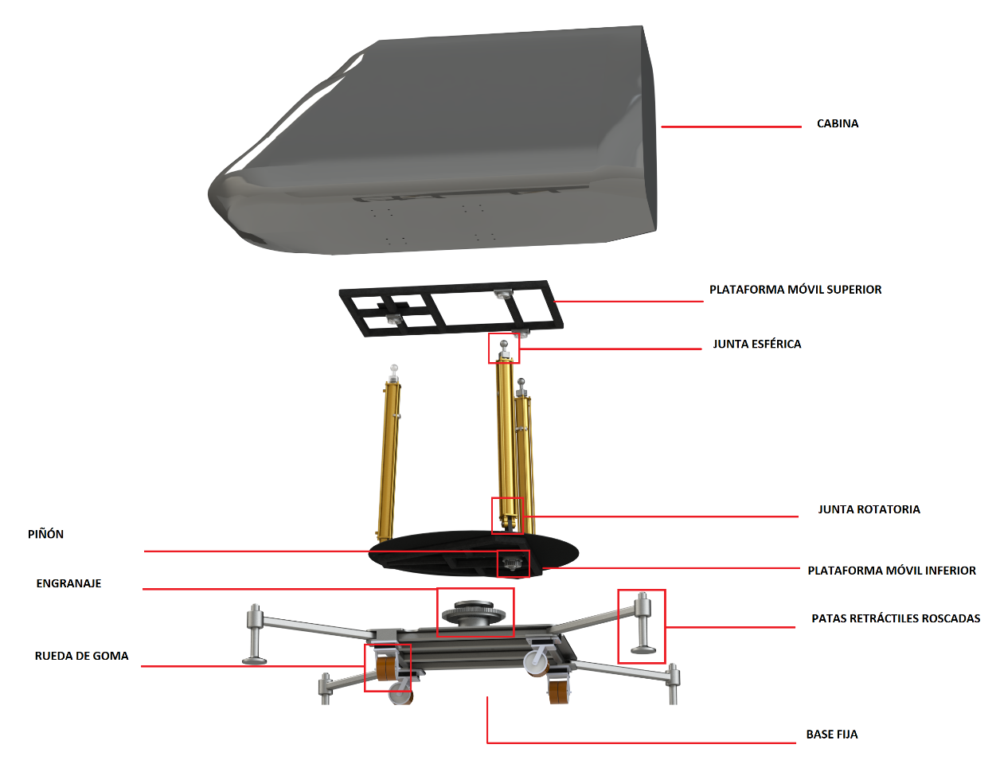 CABINA
PLATAFORMA MÓVIL SUPERIOR
JUNTA ESFÉRICA
JUNTA ROTATORIA
PIÑÓN
PLATAFORMA MÓVIL INFERIOR
ENGRANAJE
PATAS RETRÁCTILES ROSCADAS
RUEDA DE GOMA
BASE FIJA